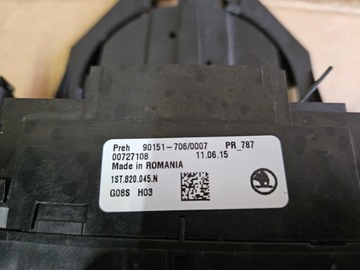 Preh 90151-706/0007 PR_787
00727108 11.06.15
Made in ROMANIA
1ST.820.045.N
G08S H03